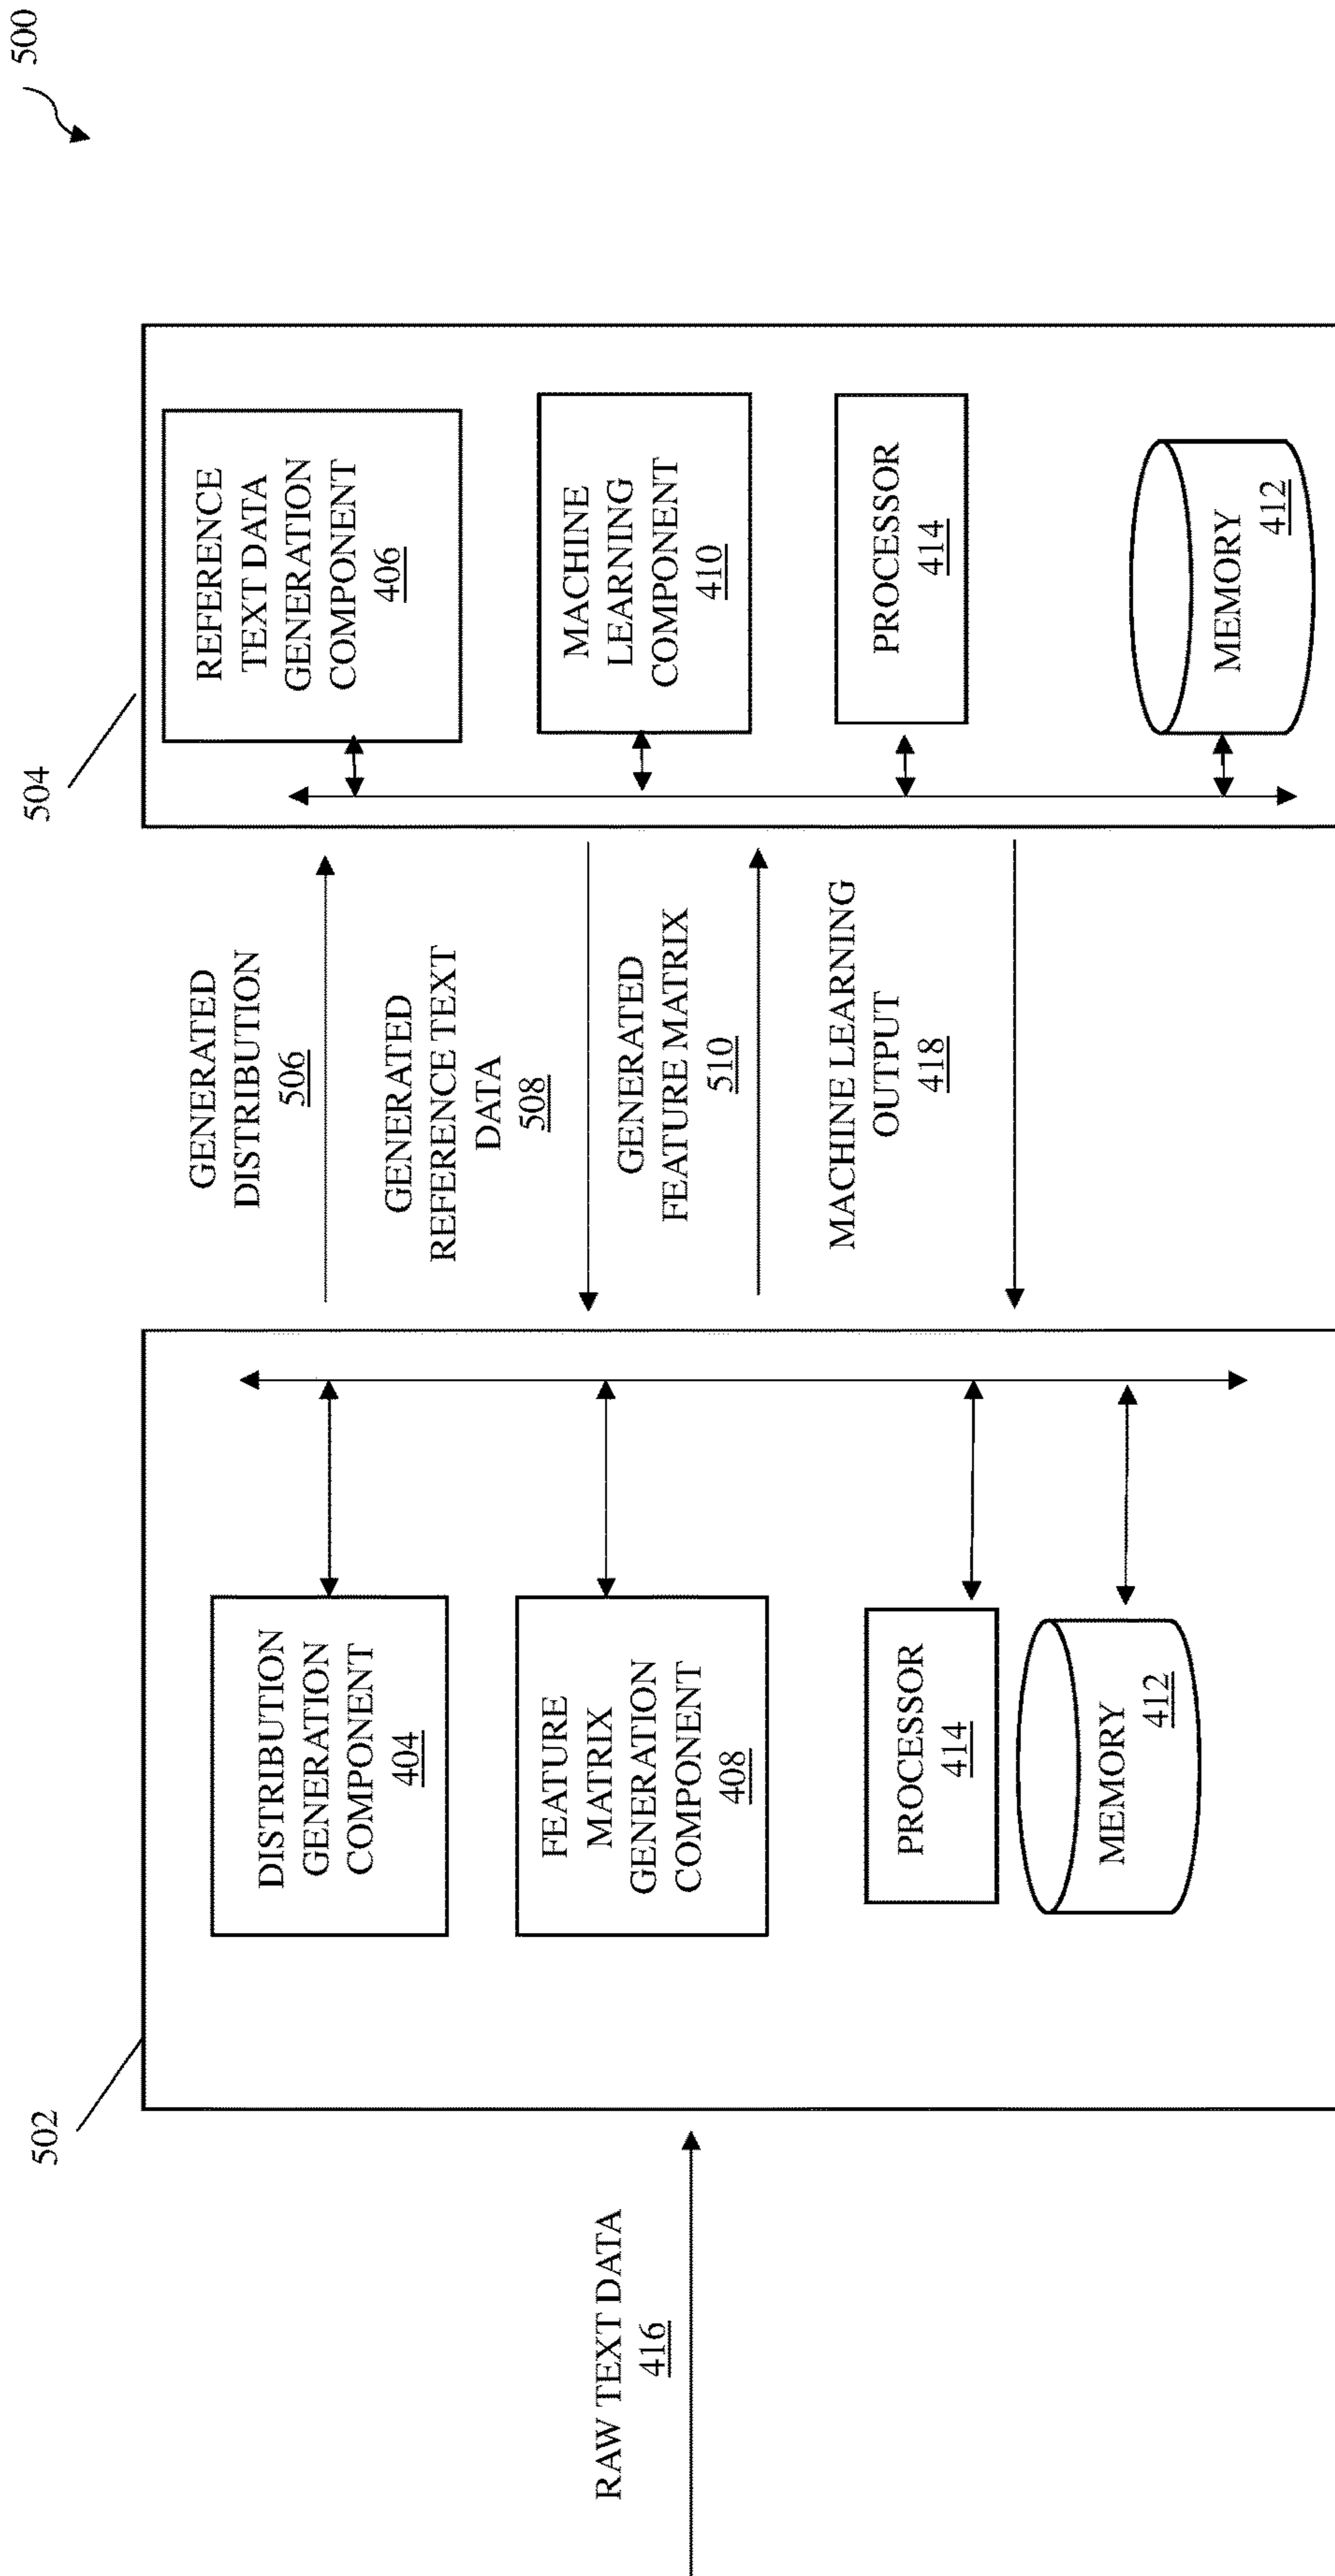 500
502
504
RAW TEXT DATA
416
DISTRIBUTION
GENERATION
COMPONENT
404
FEATURE
MATRIX
GENERATION
COMPONENT
408
PROCESSOR
414
MEMORY
412
GENERATED
DISTRIBUTION
506
GENERATED
REFERENCE TEXT
DATA
508
GENERATED
FEATURE MATRIX
510
MACHINE LEARNING
OUTPUT
418
REFERENCE
TEXT DATA
GENERATION
COMPONENT
406
MACHINE
LEARNING
COMPONENT
410
PROCESSOR
414
MEMORY
412